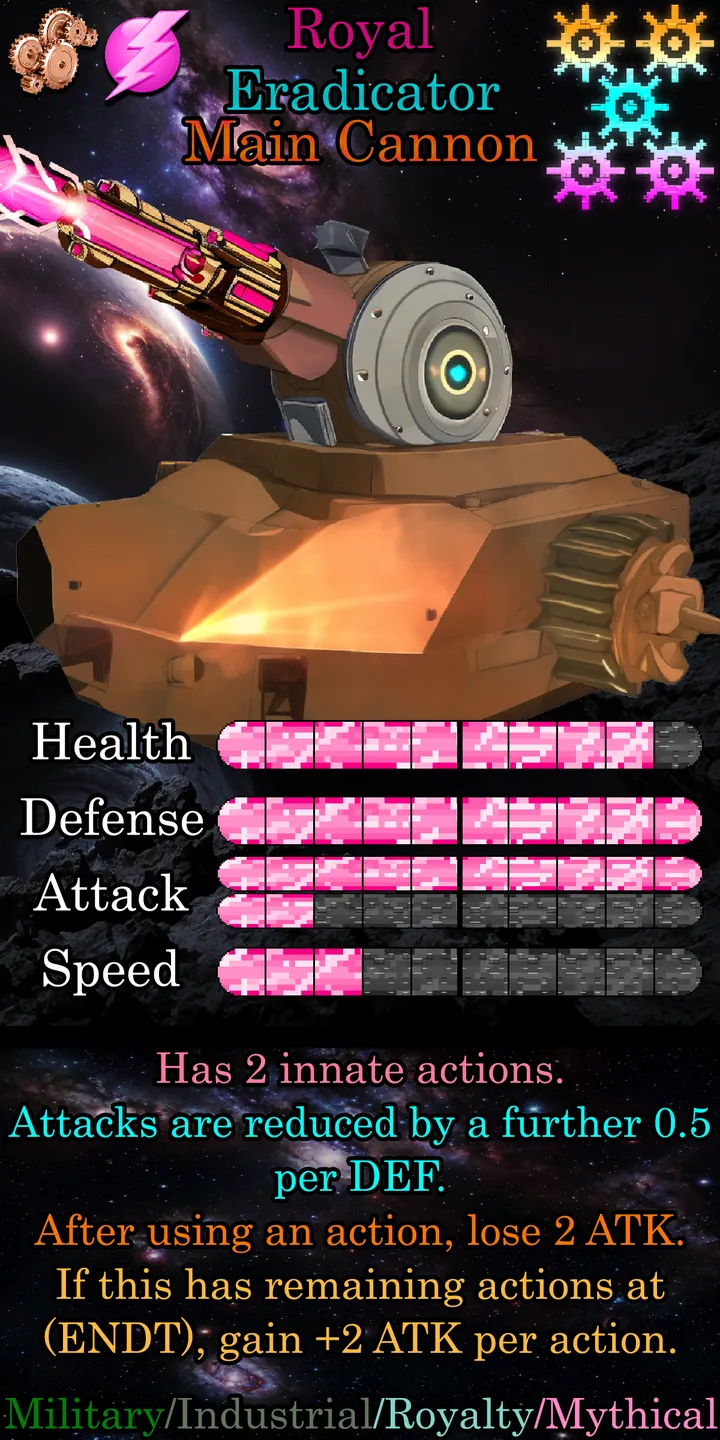 Royal
Eradicator
Main Cannon
Health
Defense
Attack
Speed
Has 2 innate actions.
Attacks are reduced by a further 0.5
per DEF.
After using an action, lose 2 ATK.
If this has remaining actions at
(ENDT), gain +2 ATK per action.
Military/Industrial/Royalty/Mythical